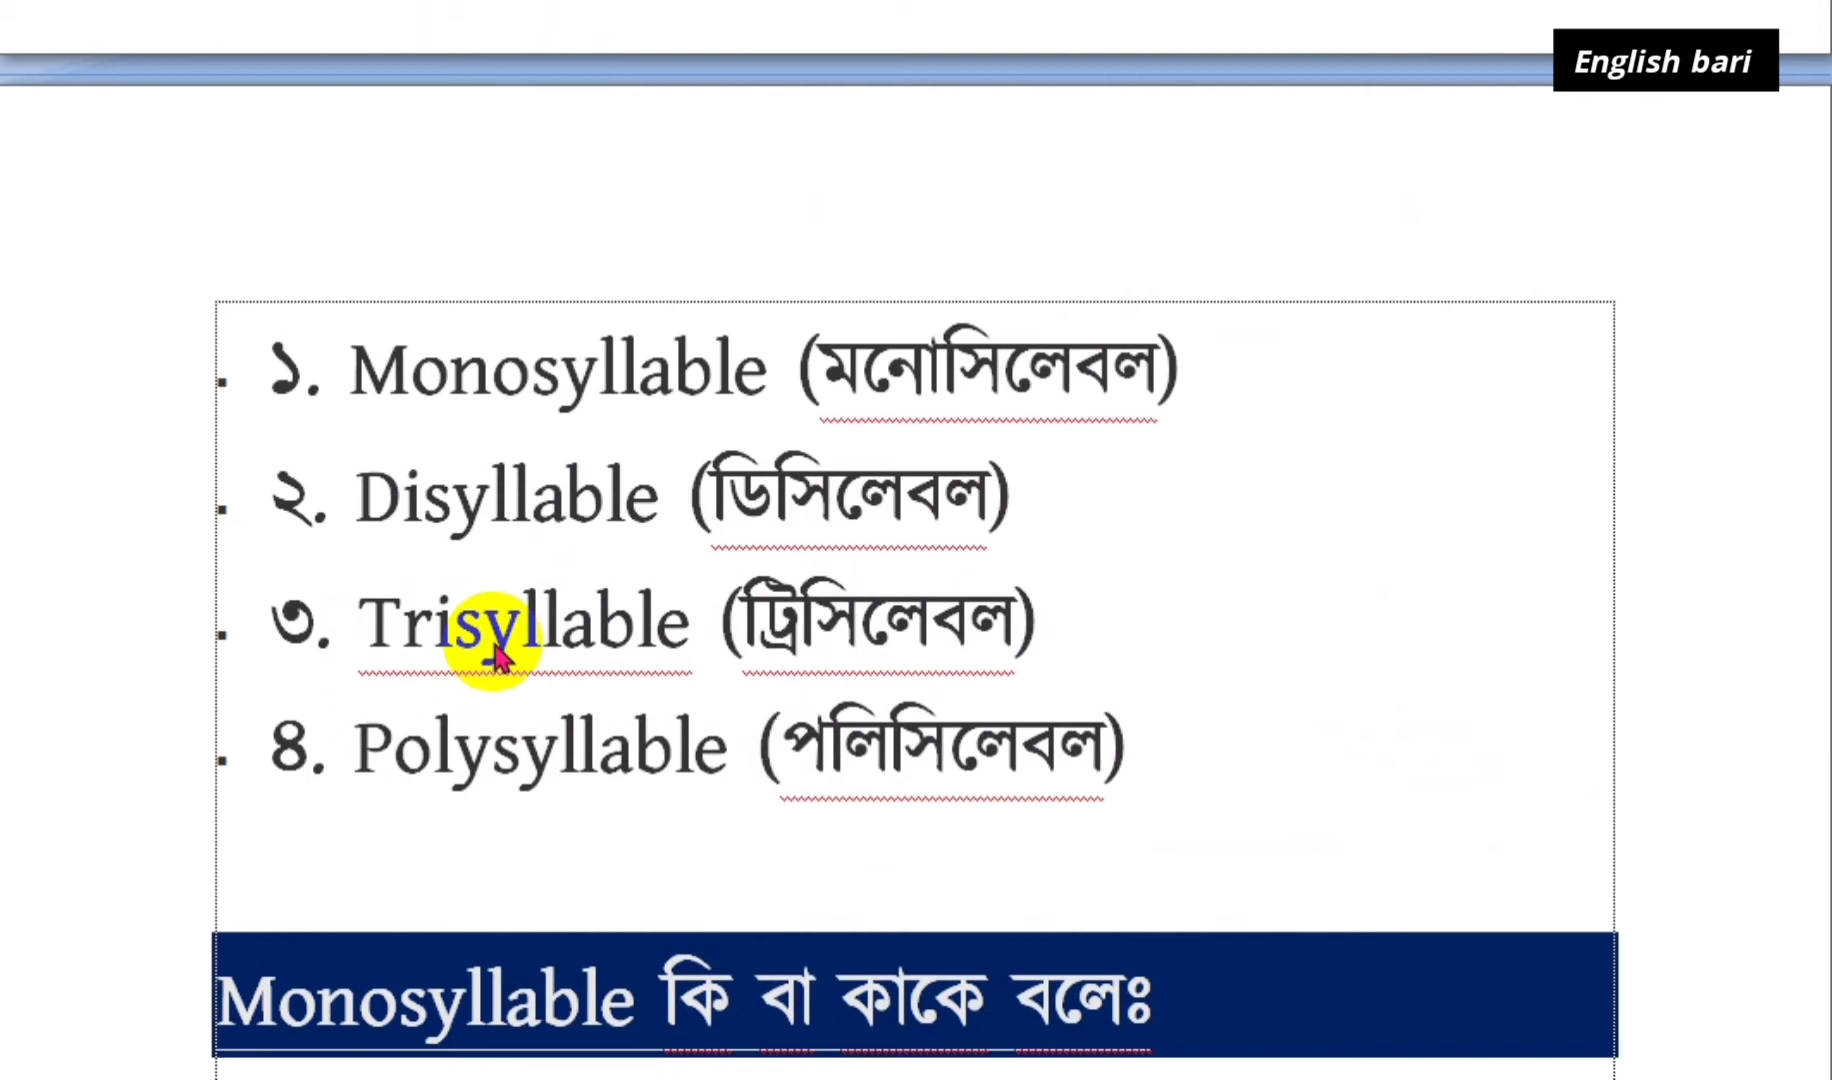 English bari
১. Monosyllable (মনোসিলেবল)
২. Disyllable (ডিসিলেবল)
৩. Trisyllable (ট্রিসিলেবল)
৪. Polysyllable (পলিসিলেবল)
Monosyllable কি বা কাকে বলেঃ